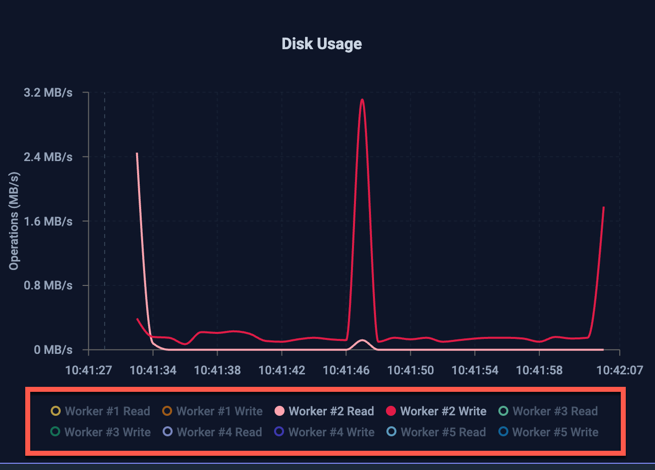 Disk Usage
3.2 MB/s
2.4 MB/s
1.6 MB/s
0.8 MB/s
0 MB/s
Operations (MB/s)
10:41:27 10:41:34 10:41:38 10:41:42 10:41:46 10:41:50 10:41:54 10:41:58 10:42:07
Worker #1 Read Worker #1 Write Worker #2 Read Worker #2 Write Worker #3 Read
Worker #3 Write Worker #4 Read Worker #4 Write Worker #5 Read Worker #5 Write